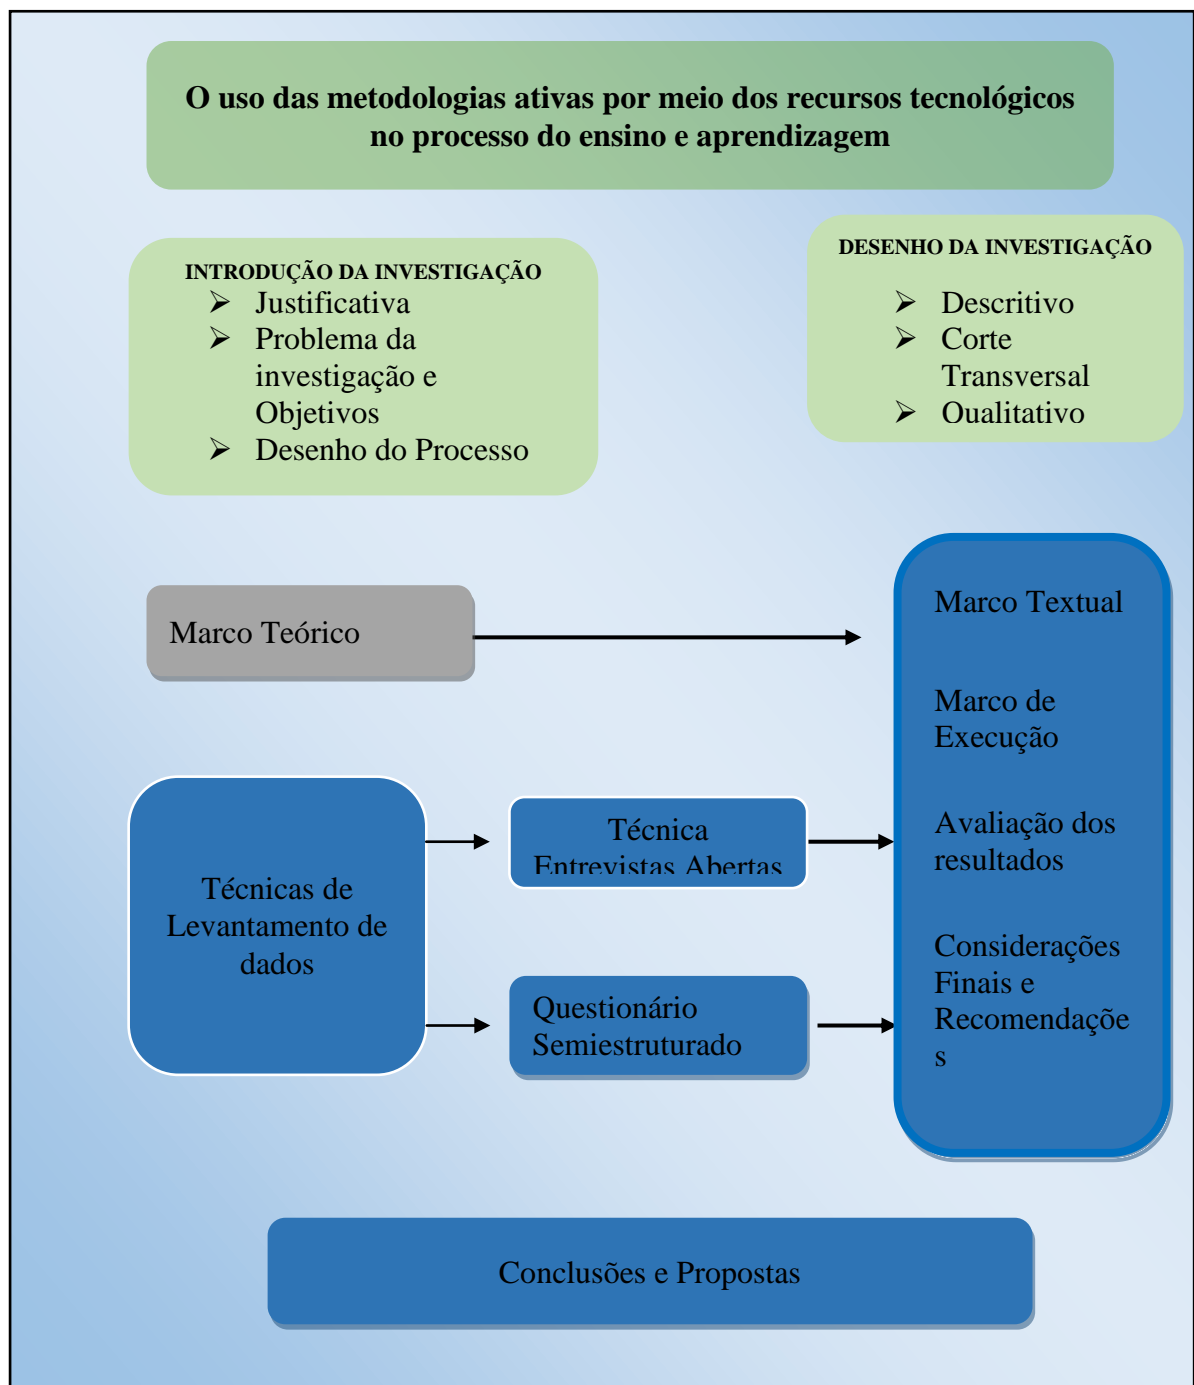 O uso das metodologias ativas por meio dos recursos tecnológicos
no processo do ensino e aprendizagem
INTRODUÇÃO DA INVESTIGAÇÃO
➢ Justificativa
➢ Problema da
investigação e
Objetivos
➢ Desenho do Processo
DESENHO DA INVESTIGAÇÃO
➢ Descritivo
➢ Corte
Transversal
➢ Qualitativo
Marco Teórico
Técnicas de
Levantamento de
dados
Técnica
Entrevistas Abertas
Questionário
Semiestruturado
Marco Textual
Marco de
Execução
Avaliação dos
resultados
Considerações
Finais e
Recomendaçõe
s
Conclusões e Propostas